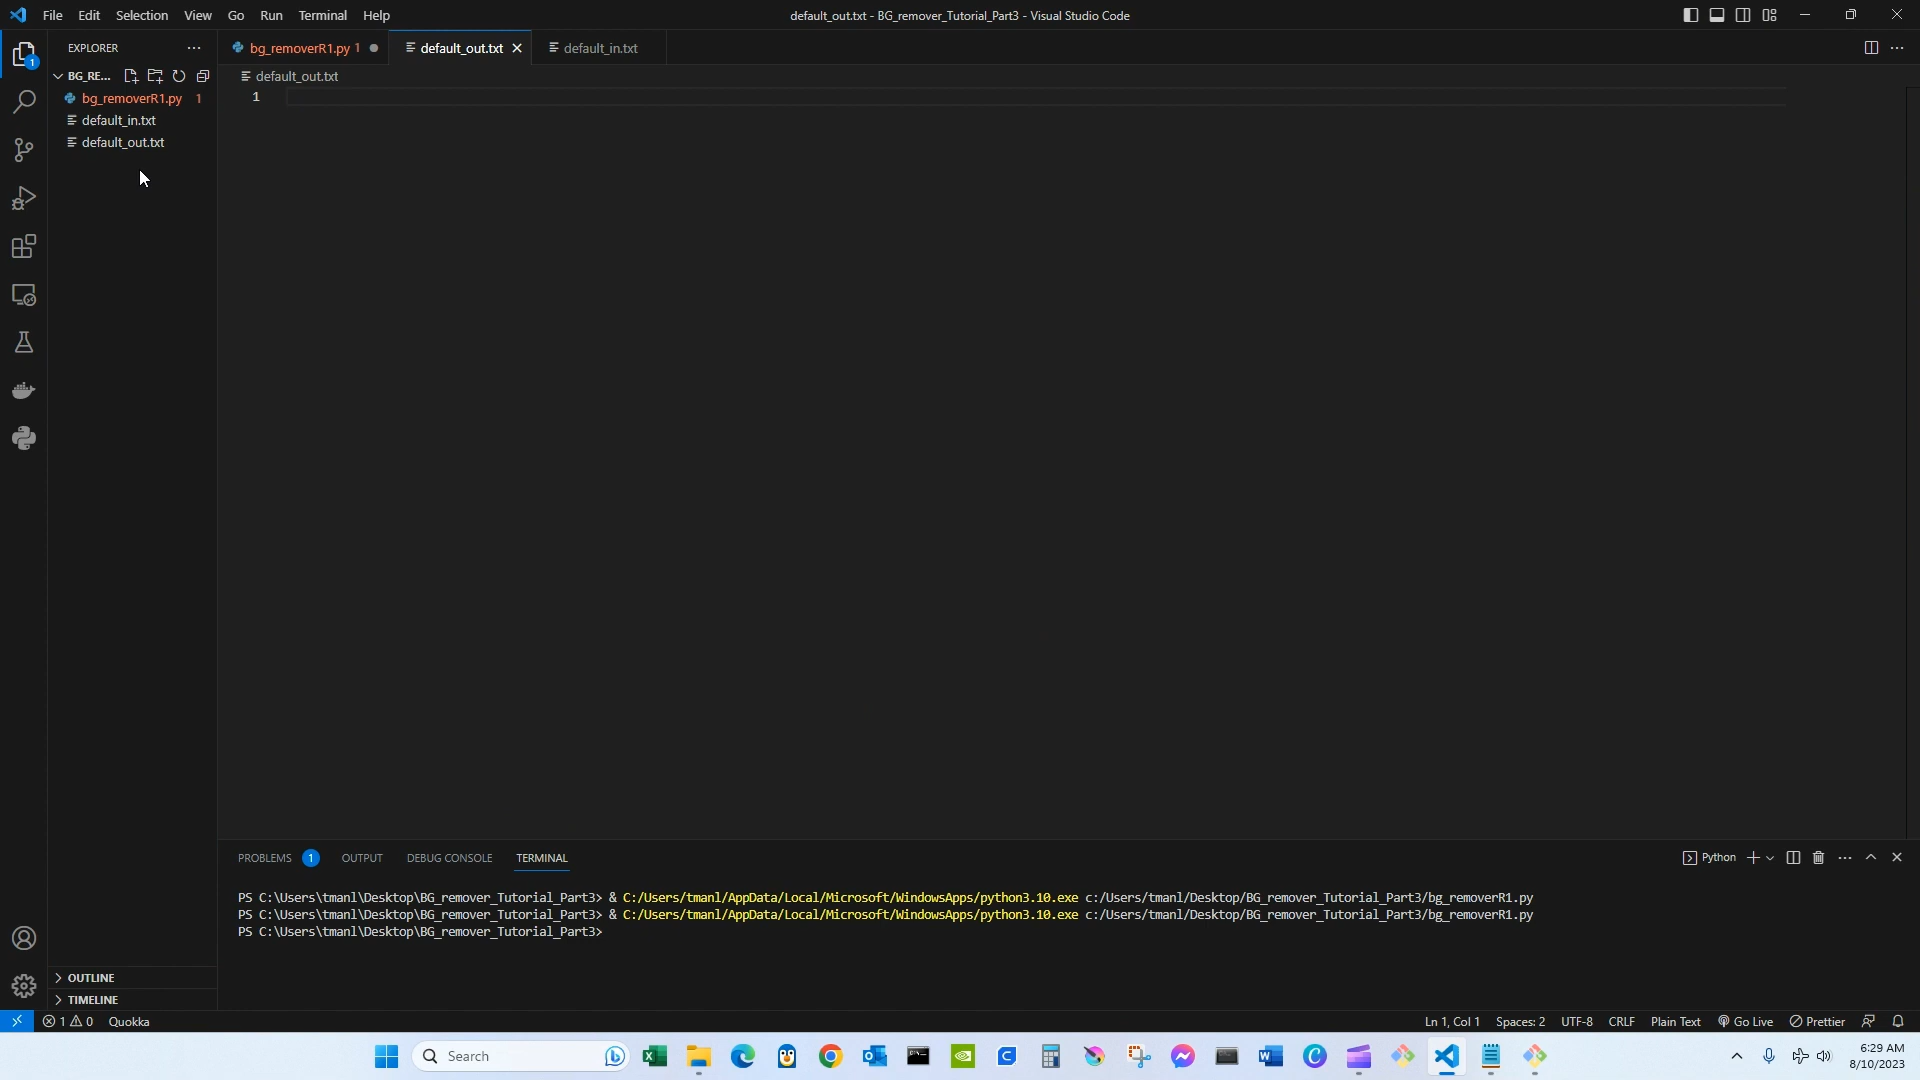 File Edit Selection View Go Run Terminal Help
default_out.txt - BG_remover_Tutorial_Part3 - Visual Studio Code
EXPLORER
bg_removerR1.py 1
default_out.txt
default_in.txt
BG_RE...
default_out.txt
1
bg_removerR1.py 1
default_in.txt
default_out.txt
1
PROBLEMS 1 OUTPUT DEBUG CONSOLE TERMINAL
Python
PS C:\Users\tmanl\Desktop\BG_remover_Tutorial_Part3> & C:/Users/tmanl/AppData/Local/Microsoft/WindowsApps/python3.10.exe c:/Users/tmanl/Desktop/BG_remover_Tutorial_Part3/bg_removerR1.py
PS C:\Users\tmanl\Desktop\BG_remover_Tutorial_Part3> & C:/Users/tmanl/AppData/Local/Microsoft/WindowsApps/python3.10.exe c:/Users/tmanl/Desktop/BG_remover_Tutorial_Part3/bg_removerR1.py
PS C:\Users\tmanl\Desktop\BG_remover_Tutorial_Part3>
OUTLINE
TIMELINE
1 0 Quokka
Ln 1, Col 1 Spaces: 2 UTF-8 CRLF Plain Text Go Live Prettier
Search
6:29 AM
8/10/2023